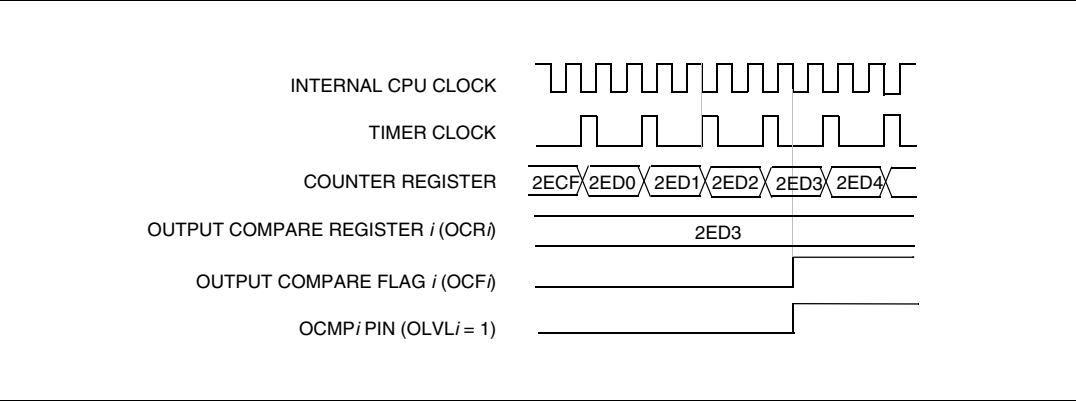 INTERNAL CPU CLOCK
TIMER CLOCK
COUNTER REGISTER 2ECF 2ED0 2ED1 2ED2 2ED3 2ED4
OUTPUT COMPARE REGISTER i (OCRi) 2ED3
OUTPUT COMPARE FLAG i (OCFi)
OCMPi PIN (OLVLi = 1)